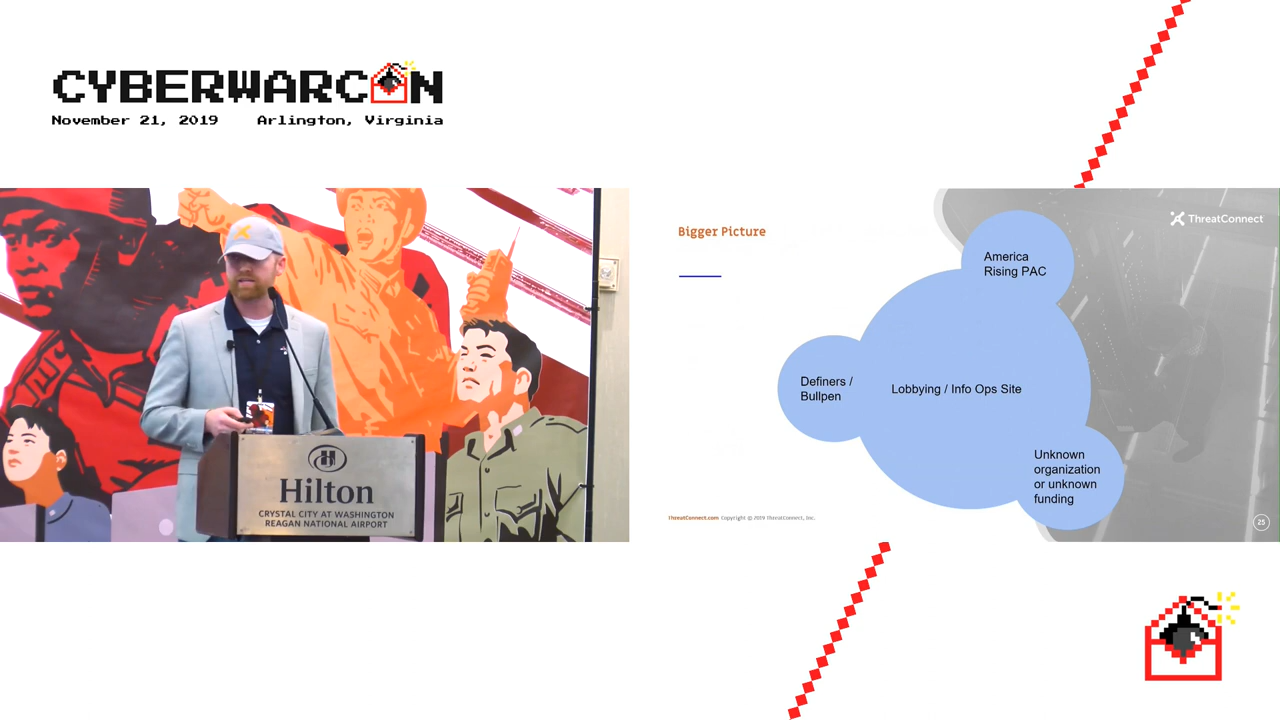 CYBERWARCON
November 21, 2019 Arlington, Virginia
Hilton
CRYSTAL CITY AT WASHINGTON
REAGAN NATIONAL AIRPORT
Bigger Picture
ThreatConnect
America
Rising PAC
Definers /
Bullpen
Lobbying / Info Ops Site
Unknown
organization
or unknown
funding
ThreatConnect.com Copyright © 2019 ThreatConnect, Inc.
25